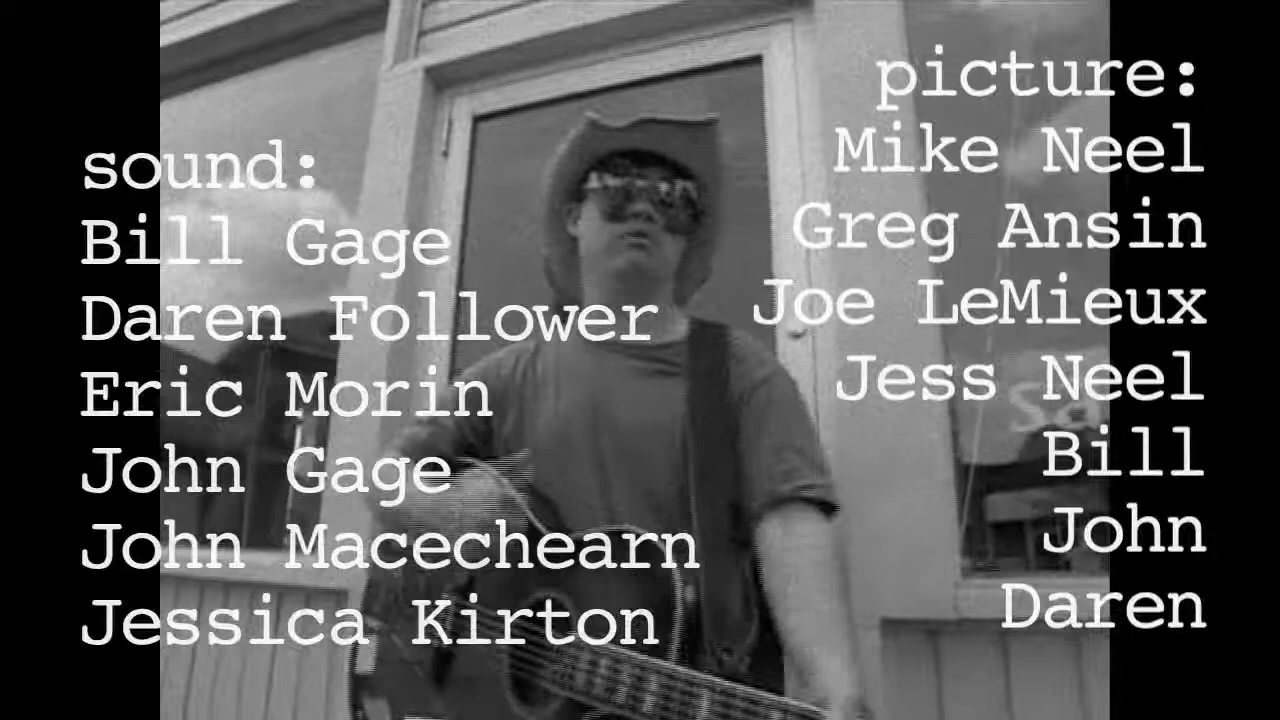 sound:
Bill Gage
Daren Follower
Eric Morin
John Gage
John Macechearn
Jessica Kirton
picture:
Mike Neel
Greg Ansin
Joe LeMieux
Jess Neel
Bill
John
Daren